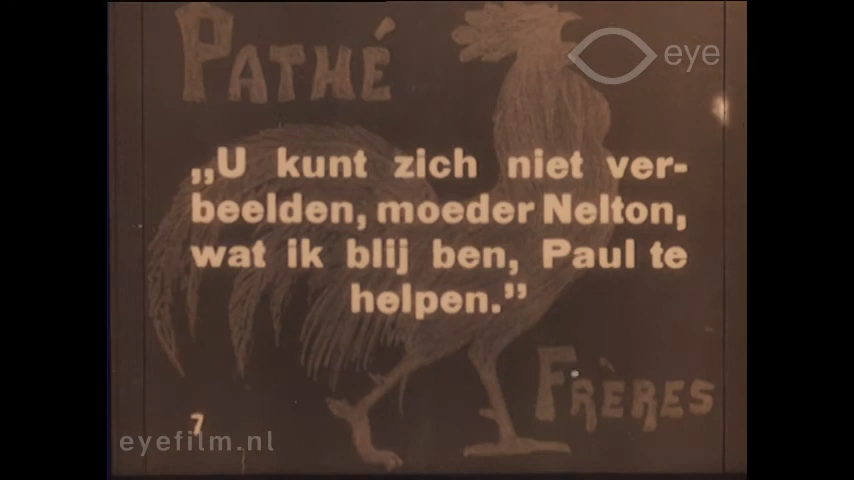 PATHÉ
eye
„U kunt zich niet ver-
beelden, moeder Nelton,
wat ik blij ben, Paul te
helpen.”
FRÈRES
7
eyefilm.nl